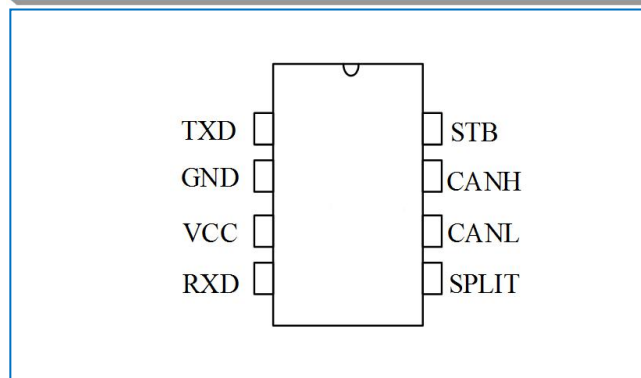 TXD
STB
GND
CANH
VCC
CANL
RXD
SPLIT